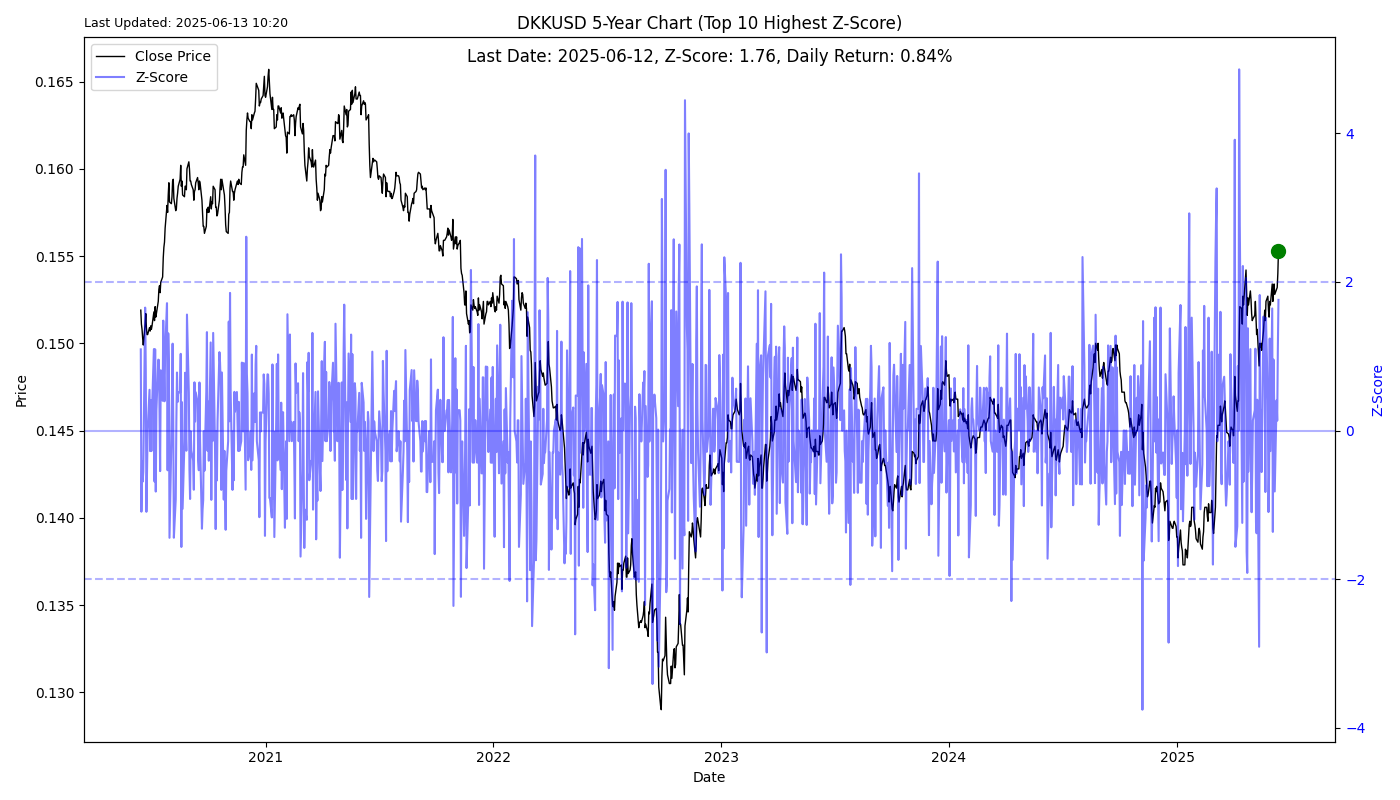 Last Updated: 2025-06-13 10:20
DKKUSD 5-Year Chart (Top 10 Highest Z-Score)
Last Date: 2025-06-12, Z-Score: 1.76, Daily Return: 0.84%
Close Price
Z-Score
0.165
0.160
0.155
0.150
0.145
0.140
0.135
0.130
Price
4
2
0
−2
−4
Z-Score
2021
2022
2023
2024
2025
Date